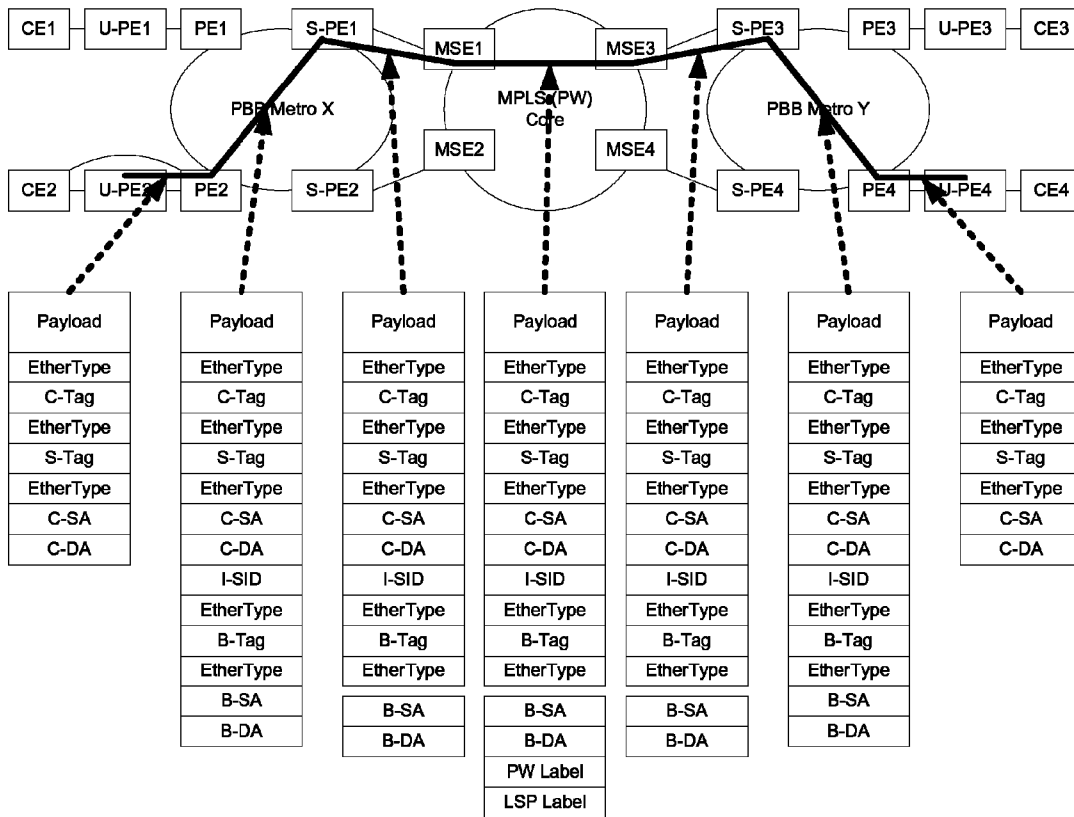 CE1 U-PE1 PE1 S-PE1 MSE1 MSE3 S-PE3 PE3 U-PE3 CE3
PBB Metro X
MPLS (PW)
Core
PBB Metro Y
MSE2 MSE4
CE2 U-PE2 PE2 S-PE2 S-PE4 PE4 U-PE4 CE4
Payload Payload Payload Payload Payload Payload Payload
EtherType EtherType EtherType EtherType EtherType EtherType EtherType
C-Tag C-Tag C-Tag C-Tag C-Tag C-Tag C-Tag
EtherType EtherType EtherType EtherType EtherType EtherType EtherType
S-Tag S-Tag S-Tag S-Tag S-Tag S-Tag S-Tag
EtherType EtherType EtherType EtherType EtherType EtherType EtherType
C-SA C-SA C-SA C-SA C-SA C-SA C-SA
C-DA C-DA C-DA C-DA C-DA C-DA C-DA
I-SID I-SID I-SID I-SID I-SID
EtherType EtherType EtherType EtherType EtherType
B-Tag B-Tag B-Tag B-Tag B-Tag
EtherType EtherType EtherType EtherType EtherType
B-SA B-SA B-SA B-SA B-SA
B-DA B-DA B-DA B-DA B-DA
PW Label
LSP Label